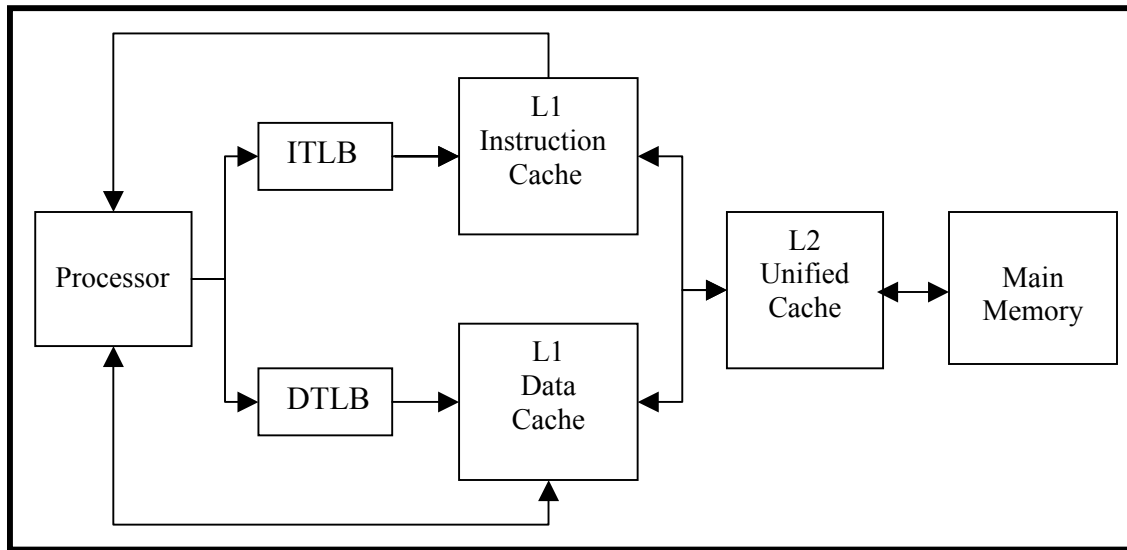 L1
Instruction
Cache
ITLB
Processor
L2
Unified
Cache
Main
Memory
L1
Data
Cache
DTLB